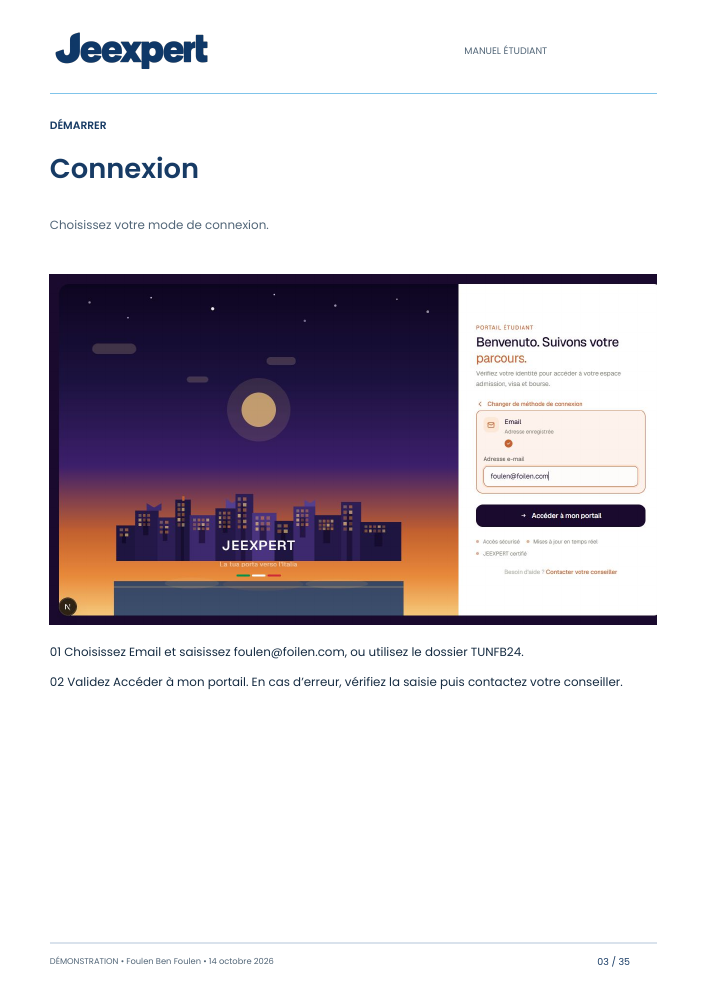 Jeexpert
MANUEL ÉTUDIANT
DÉMARRER
Connexion
Choisissez votre mode de connexion.
JEEXPERT
La tua porta verso l'Italia
N
PORTAIL ÉTUDIANT
Benvenuto. Suivons votre
parcours.
Vérifiez votre identité pour accéder à votre espace
admission, visa et bourse.
Changer de méthode de connexion
Email
Adresse enregistrée
Adresse e-mail
foulen@foilen.com
→ Accéder à mon portail
Accès sécurisé Mises à jour en temps réel
JEEXPERT certifié
Besoin d'aide ? Contacter votre conseiller
01 Choisissez Email et saisissez foulen@foilen.com, ou utilisez le dossier TUNFB24.
02 Validez Accéder à mon portail. En cas d’erreur, vérifiez la saisie puis contactez votre conseiller.
DÉMONSTRATION • Foulen Ben Foulen • 14 octobre 2026
03 / 35